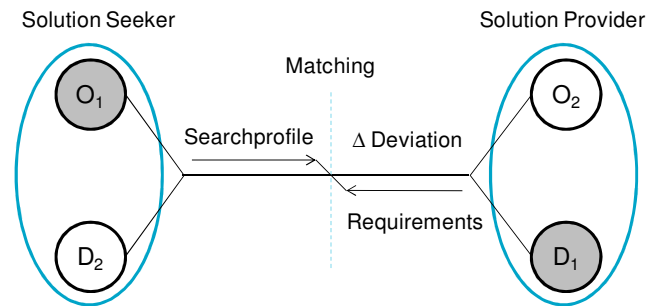 Solution Seeker
Solution Provider
Matching
O₁
O₂
Searchprofile
Δ Deviation
Requirements
D₂
D₁